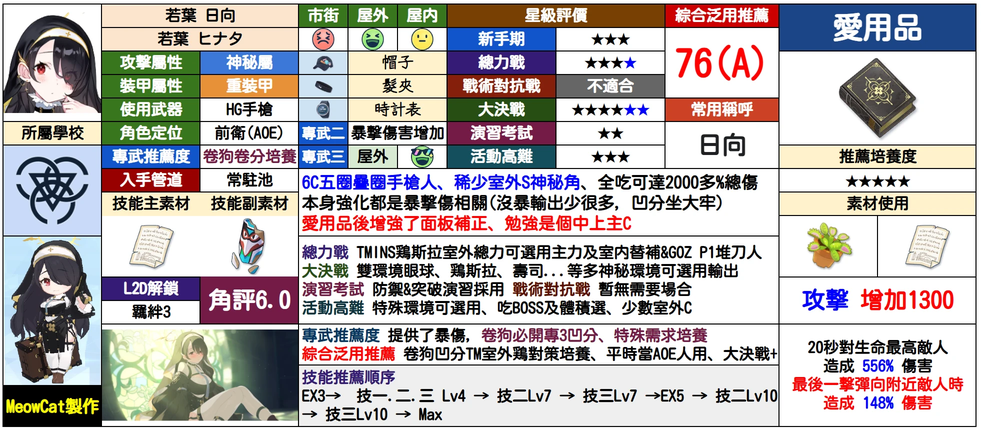 若葉 日向
若葉 ヒナタ
攻擊屬性 神秘屬
裝甲屬性 重裝甲
使用武器 HG手槍
所屬學校
角色定位 前衛(AOE)
專武推薦度 卷狗卷分培養
入手管道 常駐池
技能主素材 技能副素材
L2D解鎖
羈絆3
角評6.0
MeowCat製作
市街 屋外 屋内
帽子
髮夾
時計表
專武二 暴擊傷害增加
專武三 屋外
星級評價
新手期 ★★★
總力戰 ★★★★
戰術對抗戰 不適合
大決戰 ★★★★★★
演習考試 ★★
活動高難 ★★★
綜合泛用推薦
76(A)
常用稱呼
日向
6C五圈疊圈手槍人、稀少室外S神秘角、全吃可達2000多%總傷
本身強化都是暴擊傷相關(沒暴輸出少很多，凹分坐大牢)
愛用品後增強了面板補正、勉強是個中上主C
總力戰 TMINS鶏斯拉室外總力可選用主力及室内替補&GOZ P1堆刀人
大決戰 雙環境眼球、鶏斯拉、壽司...等多神秘環境可選用輸出
演習考試 防禦&突破演習採用 戰術對抗戰 暫無需要場合
活動高難 特殊環境可選用、吃BOSS及體積選、少數室外C
專武推薦度 提供了暴傷，卷狗必開專3凹分、特殊需求培養
綜合泛用推薦 卷狗凹分TM室外鶏對策培養、平時當AOE人用、大決戰+
技能推薦順序
EX3→ 技一.二.三 Lv4 → 技二Lv7 → 技三Lv7 →EX5 → 技二Lv10
→ 技三Lv10 → Max
愛用品
推薦培養度
★★★★★
素材使用
攻擊 增加1300
20秒對生命最高敵人
造成 556% 傷害
最後一擊彈向附近敵人時
造成 148% 傷害